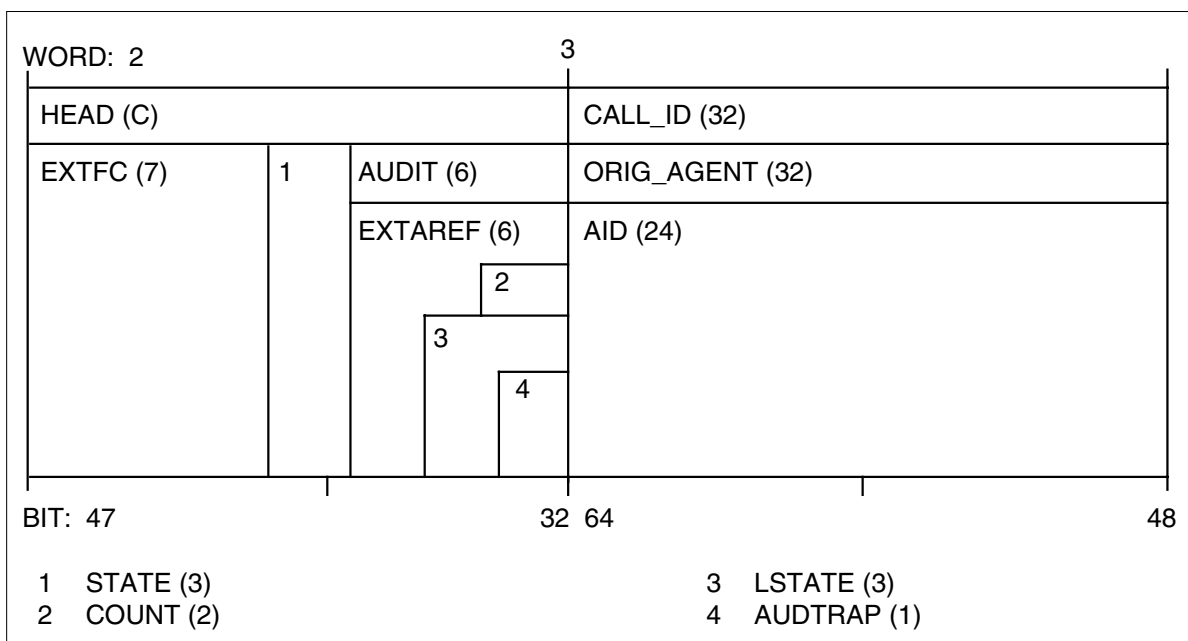 WORD: 2 3
HEAD (C) CALL_ID (32)
EXTFC (7) 1 AUDIT (6) ORIG_AGENT (32)
EXTAREF (6) AID (24)
2
3
4
BIT: 47 32 64 48
1 STATE (3) 3 LSTATE (3)
2 COUNT (2) 4 AUDTRAP (1)